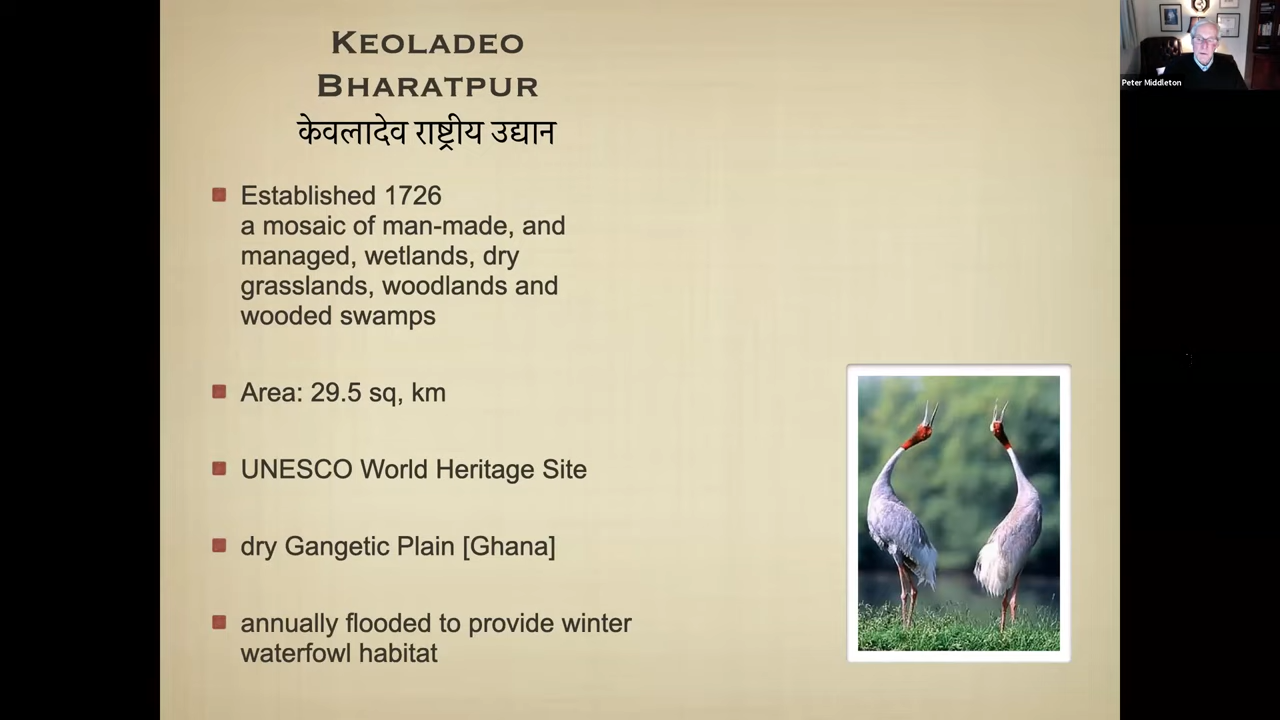 KEOLADEO
BHARATPUR
केवलादेव राष्ट्रीय उद्यान
Established 1726
a mosaic of man-made, and
managed, wetlands, dry
grasslands, woodlands and
wooded swamps
Area: 29.5 sq, km
UNESCO World Heritage Site
dry Gangetic Plain [Ghana]
annually flooded to provide winter
waterfowl habitat
Peter Middleton